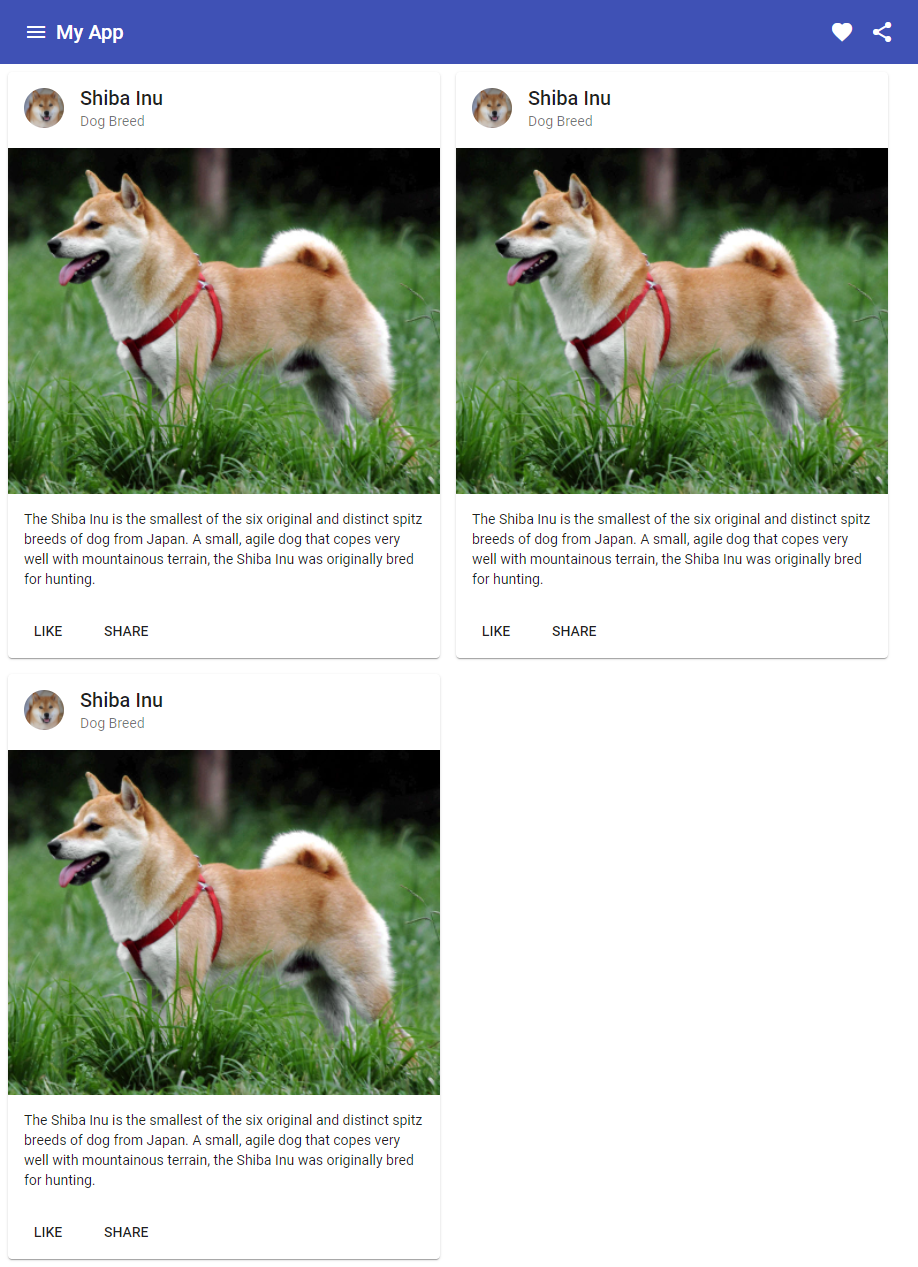 My App
Shiba Inu
Dog Breed
The Shiba Inu is the smallest of the six original and distinct spitz
breeds of dog from Japan. A small, agile dog that copes very
well with mountainous terrain, the Shiba Inu was originally bred
for hunting.
LIKE SHARE
Shiba Inu
Dog Breed
The Shiba Inu is the smallest of the six original and distinct spitz
breeds of dog from Japan. A small, agile dog that copes very
well with mountainous terrain, the Shiba Inu was originally bred
for hunting.
LIKE SHARE
Shiba Inu
Dog Breed
The Shiba Inu is the smallest of the six original and distinct spitz
breeds of dog from Japan. A small, agile dog that copes very
well with mountainous terrain, the Shiba Inu was originally bred
for hunting.
LIKE SHARE